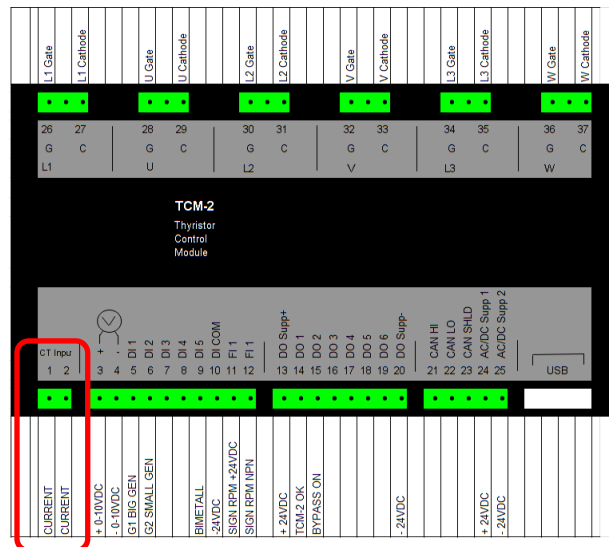 L1 Gate
L1 Cathode
U Gate
U Cathode
L2 Gate
L2 Cathode
V Gate
V Cathode
L3 Gate
L3 Cathode
W Gate
W Cathode
26 27 28 29 30 31 32 33 34 35 36 37
G C G C G C G C G C G C
L1 U L2 V L3 W
TCM-2
Thyristor
Control
Module
V
CT Input
+
-
DI 1
DI 2
DI 3
DI 4
DI 5
DI COM
FI 1
FI 1
DO Supp+
DO 1
DO 2
DO 3
DO 4
DO 5
DO 6
DO Supp-
CAN HI
CAN LO
CAN SHLD
AC/DC Supp 1
AC/DC Supp 2
1 2 3 4 5 6 7 8 9 10 11 12 13 14 15 16 17 18 19 20 21 22 23 24 25 USB
CURRENT
CURRENT
+ 0-10VDC
- 0-10VDC
G1 BIG GEN
G2 SMALL GEN
BIMETALL
-24VDC
SIGN RPM +24VDC
SIGN RPM NPN
+ 24VDC
TCM-2 OK
BYPASS ON
- 24VDC
+ 24VDC
- 24VDC